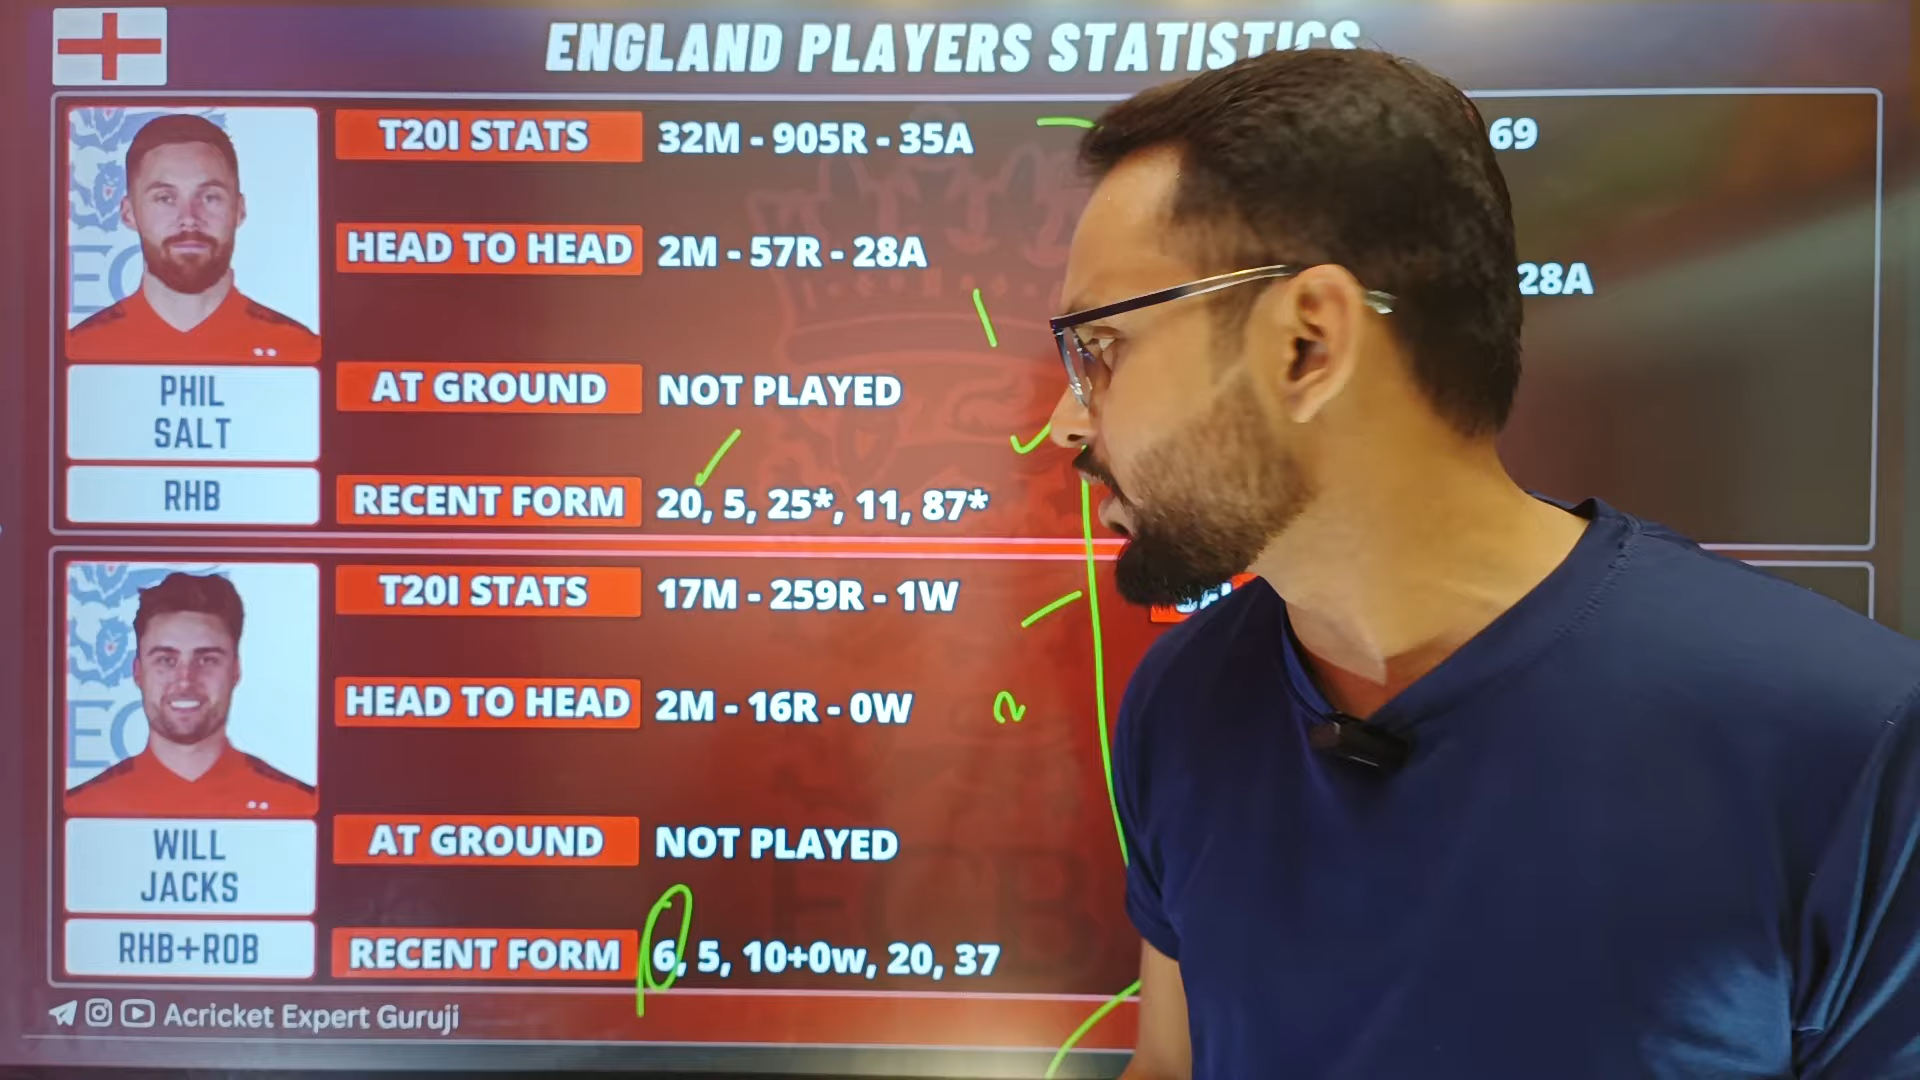 ENGLAND PLAYERS STATISTICS
T20I STATS 32M - 905R - 35A
69
HEAD TO HEAD 2M - 57R - 28A
28A
AT GROUND NOT PLAYED
PHIL
SALT
RHB
RECENT FORM 20, 5, 25*, 11, 87*
T20I STATS 17M - 259R - 1W
HEAD TO HEAD 2M - 16R - 0W
AT GROUND NOT PLAYED
WILL
JACKS
RHB+ROB
RECENT FORM 6, 5, 10+0w, 20, 37
Acricket Expert Guruji